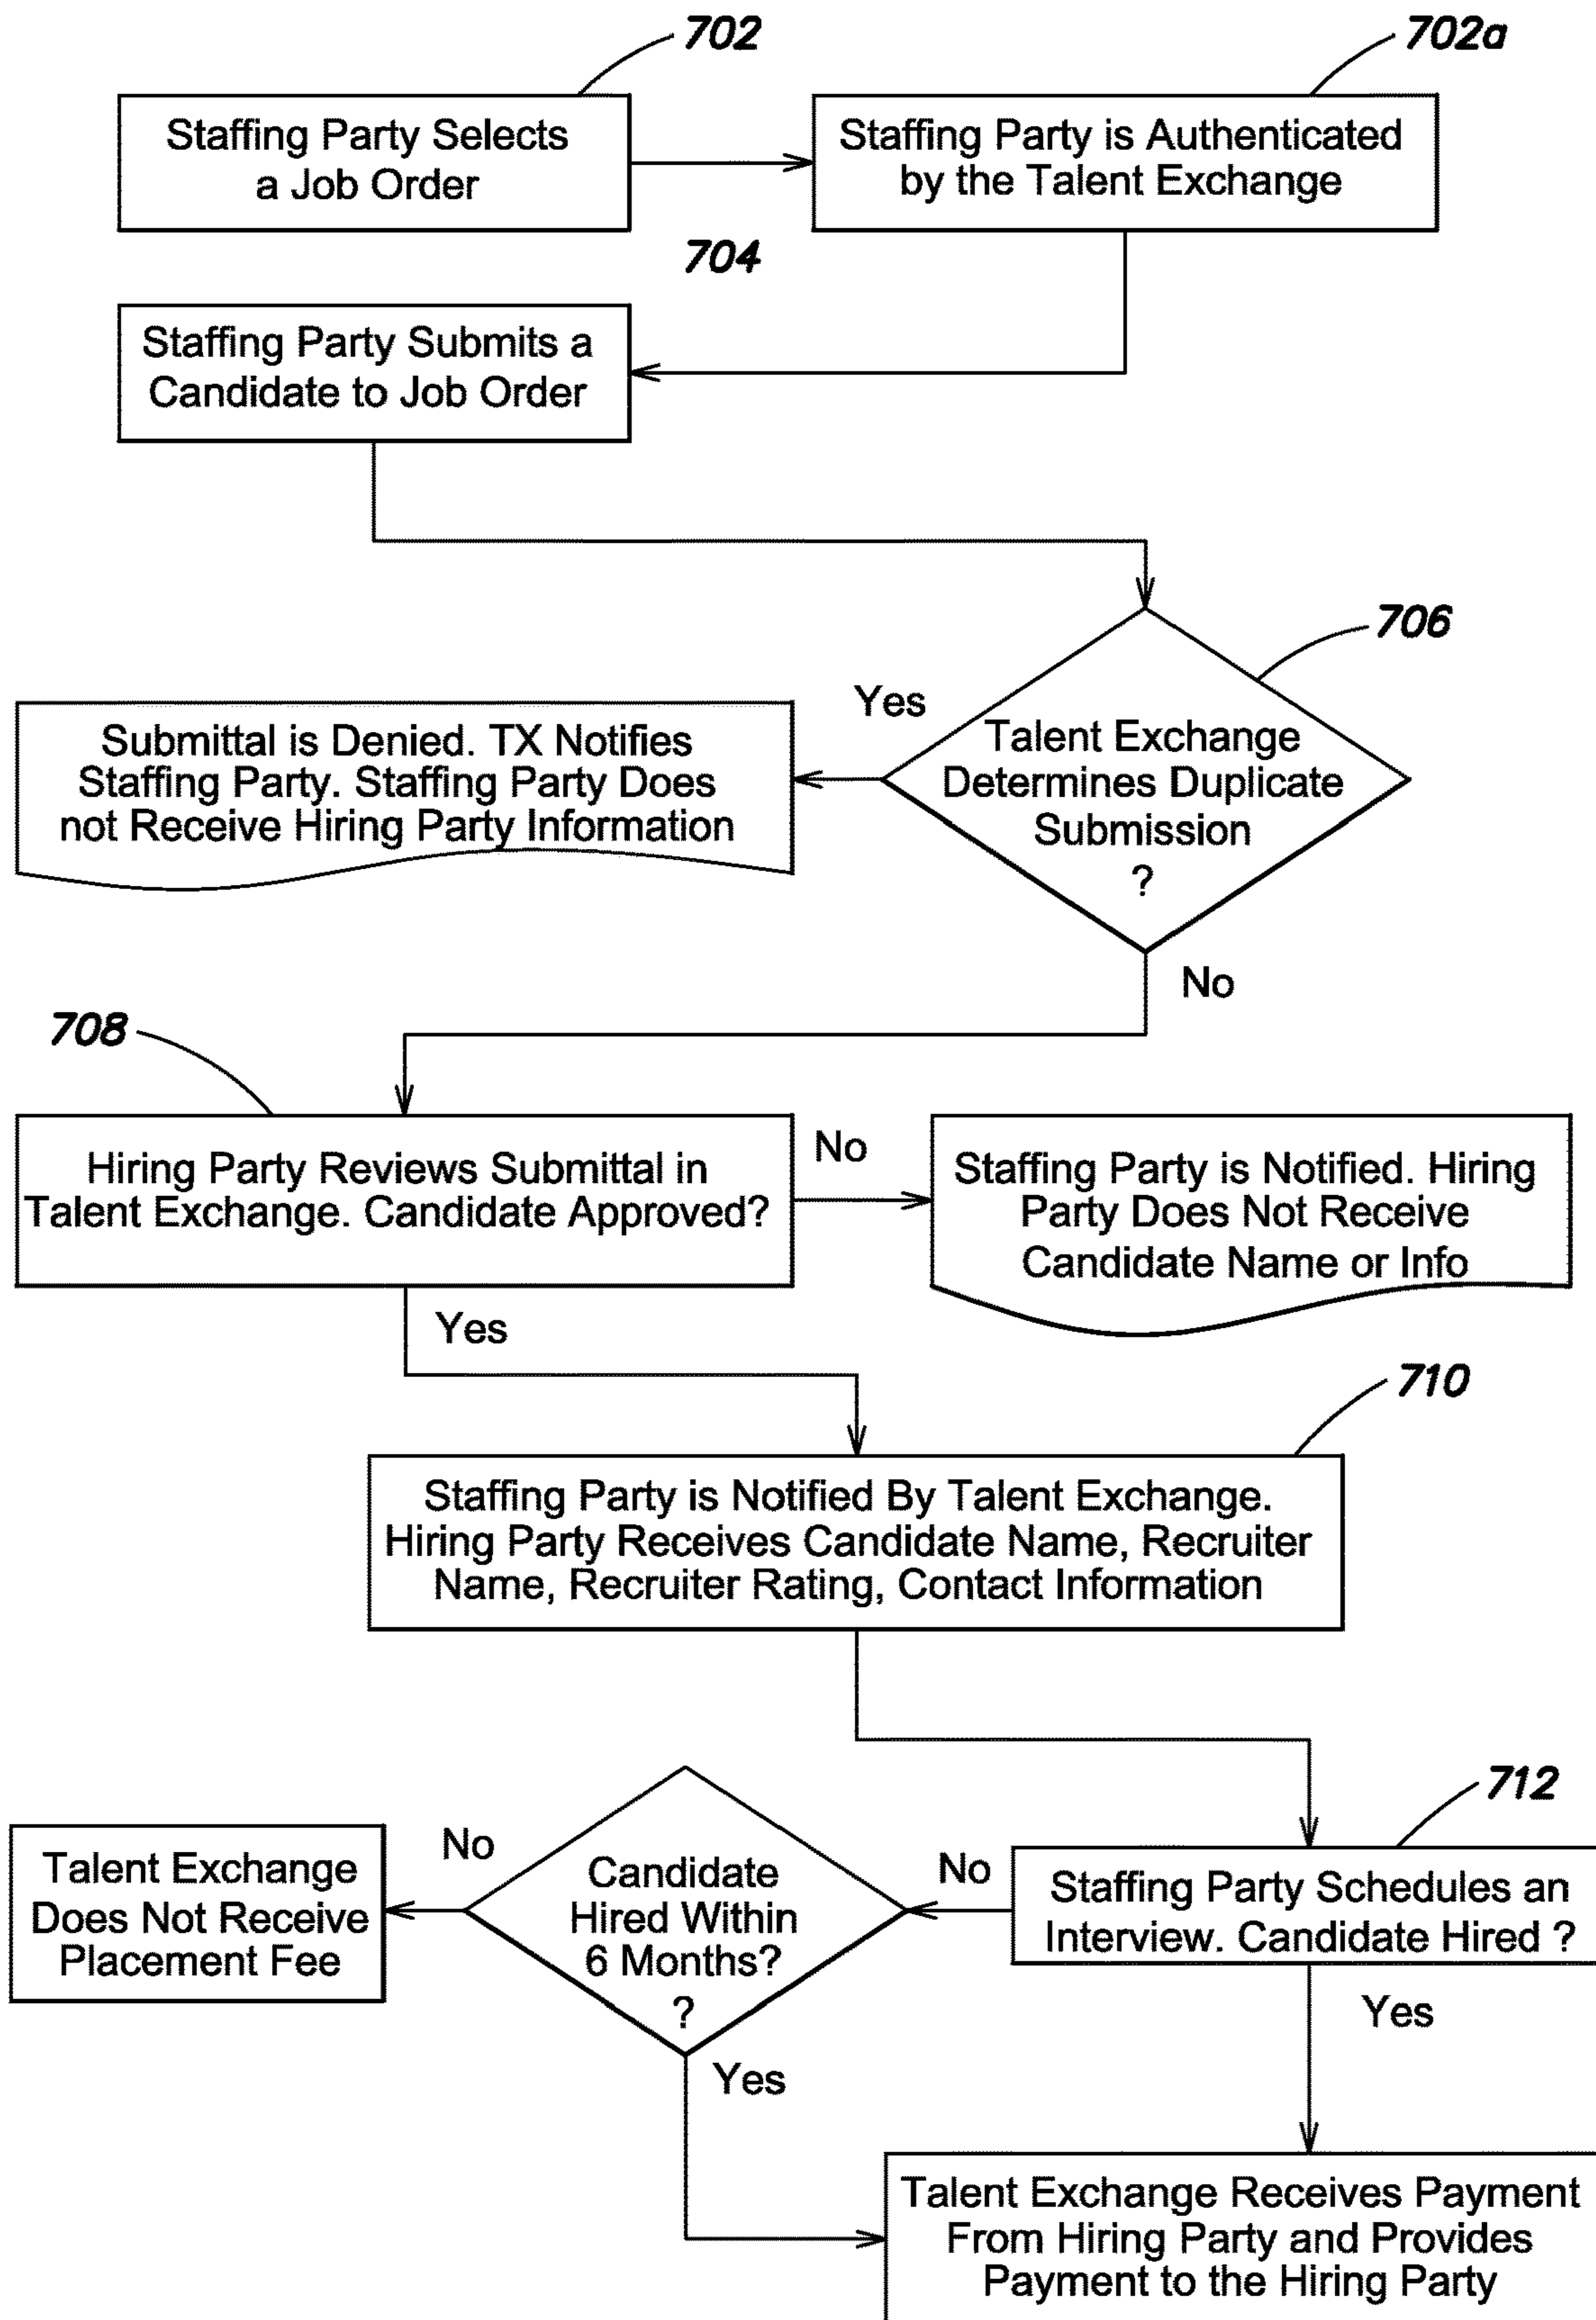 702
702a
Staffing Party Selects
a Job Order
Staffing Party is Authenticated
by the Talent Exchange
704
Staffing Party Submits a
Candidate to Job Order
706
Yes
Talent Exchange
Determines Duplicate
Submission
?
Submittal is Denied. TX Notifies
Staffing Party. Staffing Party Does
not Receive Hiring Party Information
No
708
Hiring Party Reviews Submittal in
Talent Exchange. Candidate Approved?
No
Staffing Party is Notified. Hiring
Party Does Not Receive
Candidate Name or Info
Yes
710
Staffing Party is Notified By Talent Exchange.
Hiring Party Receives Candidate Name, Recruiter
Name, Recruiter Rating, Contact Information
712
Staffing Party Schedules an
Interview. Candidate Hired ?
No
Candidate
Hired Within
6 Months?
?
No
Talent Exchange
Does Not Receive
Placement Fee
Yes
Yes
Talent Exchange Receives Payment
From Hiring Party and Provides
Payment to the Hiring Party